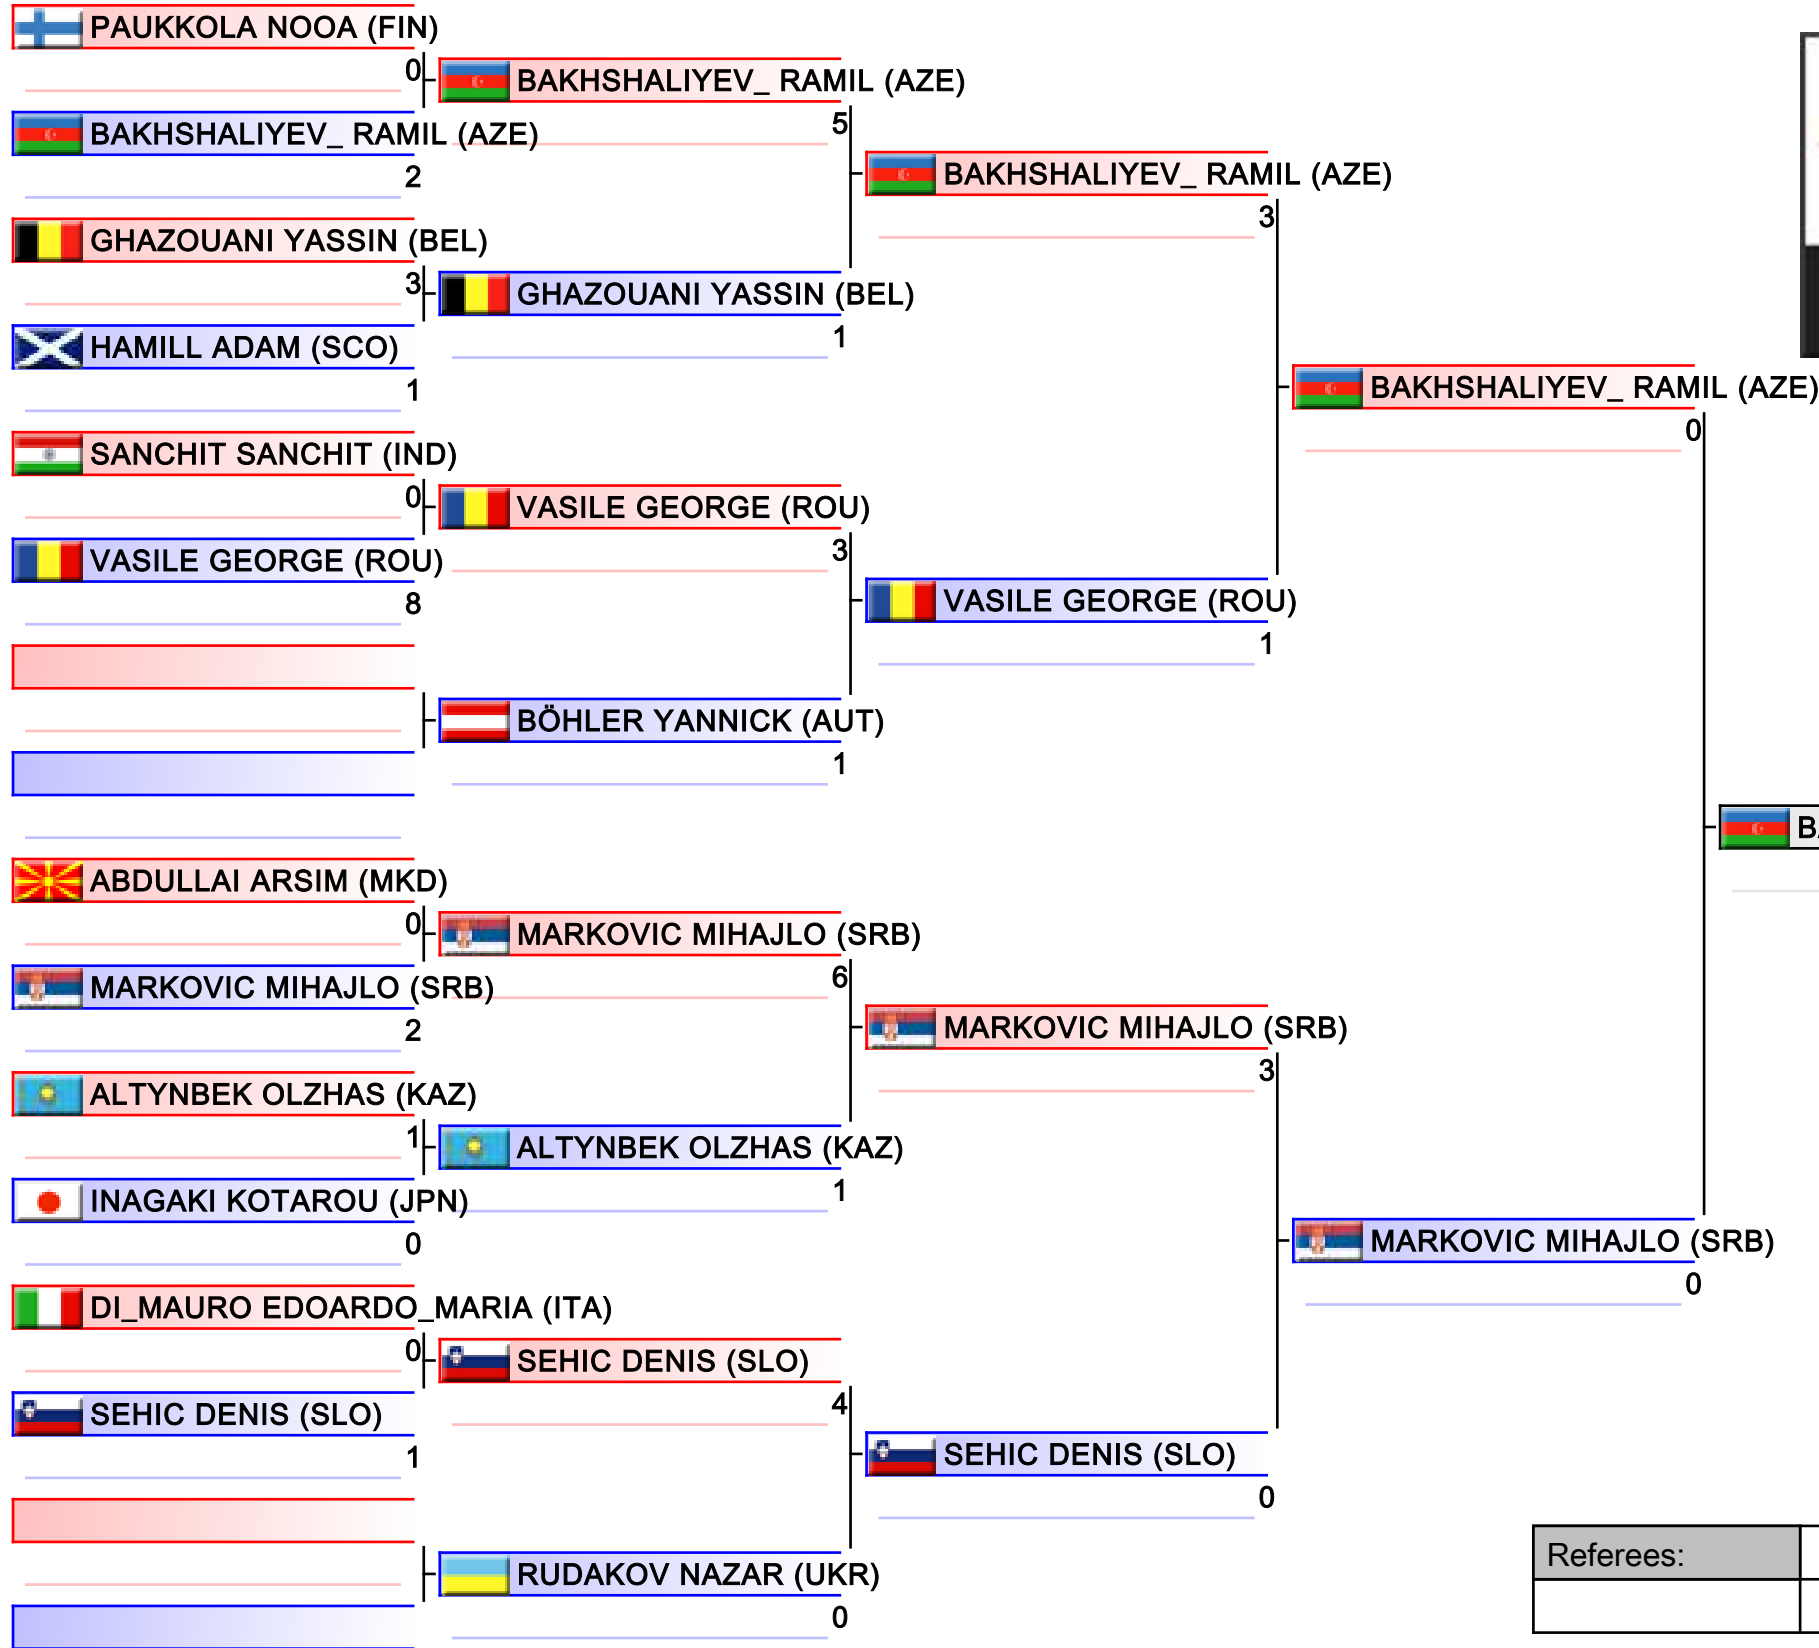 PAUKKOLA NOOA (FIN)
0
BAKHSHALIYEV_ RAMIL (AZE)
2
GHAZOUANI YASSIN (BEL)
3
HAMILL ADAM (SCO)
1
SANCHIT SANCHIT (IND)
0
VASILE GEORGE (ROU)
8
ABDULLAI ARSIM (MKD)
0
MARKOVIC MIHAJLO (SRB)
2
ALTYNBEK OLZHAS (KAZ)
1
INAGAKI KOTAROU (JPN)
0
DI_MAURO EDOARDO_MARIA (ITA)
0
SEHIC DENIS (SLO)
1
BAKHSHALIYEV_ RAMIL (AZE)
5
GHAZOUANI YASSIN (BEL)
1
VASILE GEORGE (ROU)
3
BÖHLER YANNICK (AUT)
1
MARKOVIC MIHAJLO (SRB)
6
ALTYNBEK OLZHAS (KAZ)
1
SEHIC DENIS (SLO)
4
RUDAKOV NAZAR (UKR)
0
BAKHSHALIYEV_ RAMIL (AZE)
3
VASILE GEORGE (ROU)
1
MARKOVIC MIHAJLO (SRB)
3
SEHIC DENIS (SLO)
0
BAKHSHALIYEV_ RAMIL (AZE)
0
MARKOVIC MIHAJLO (SRB)
0
Referees: